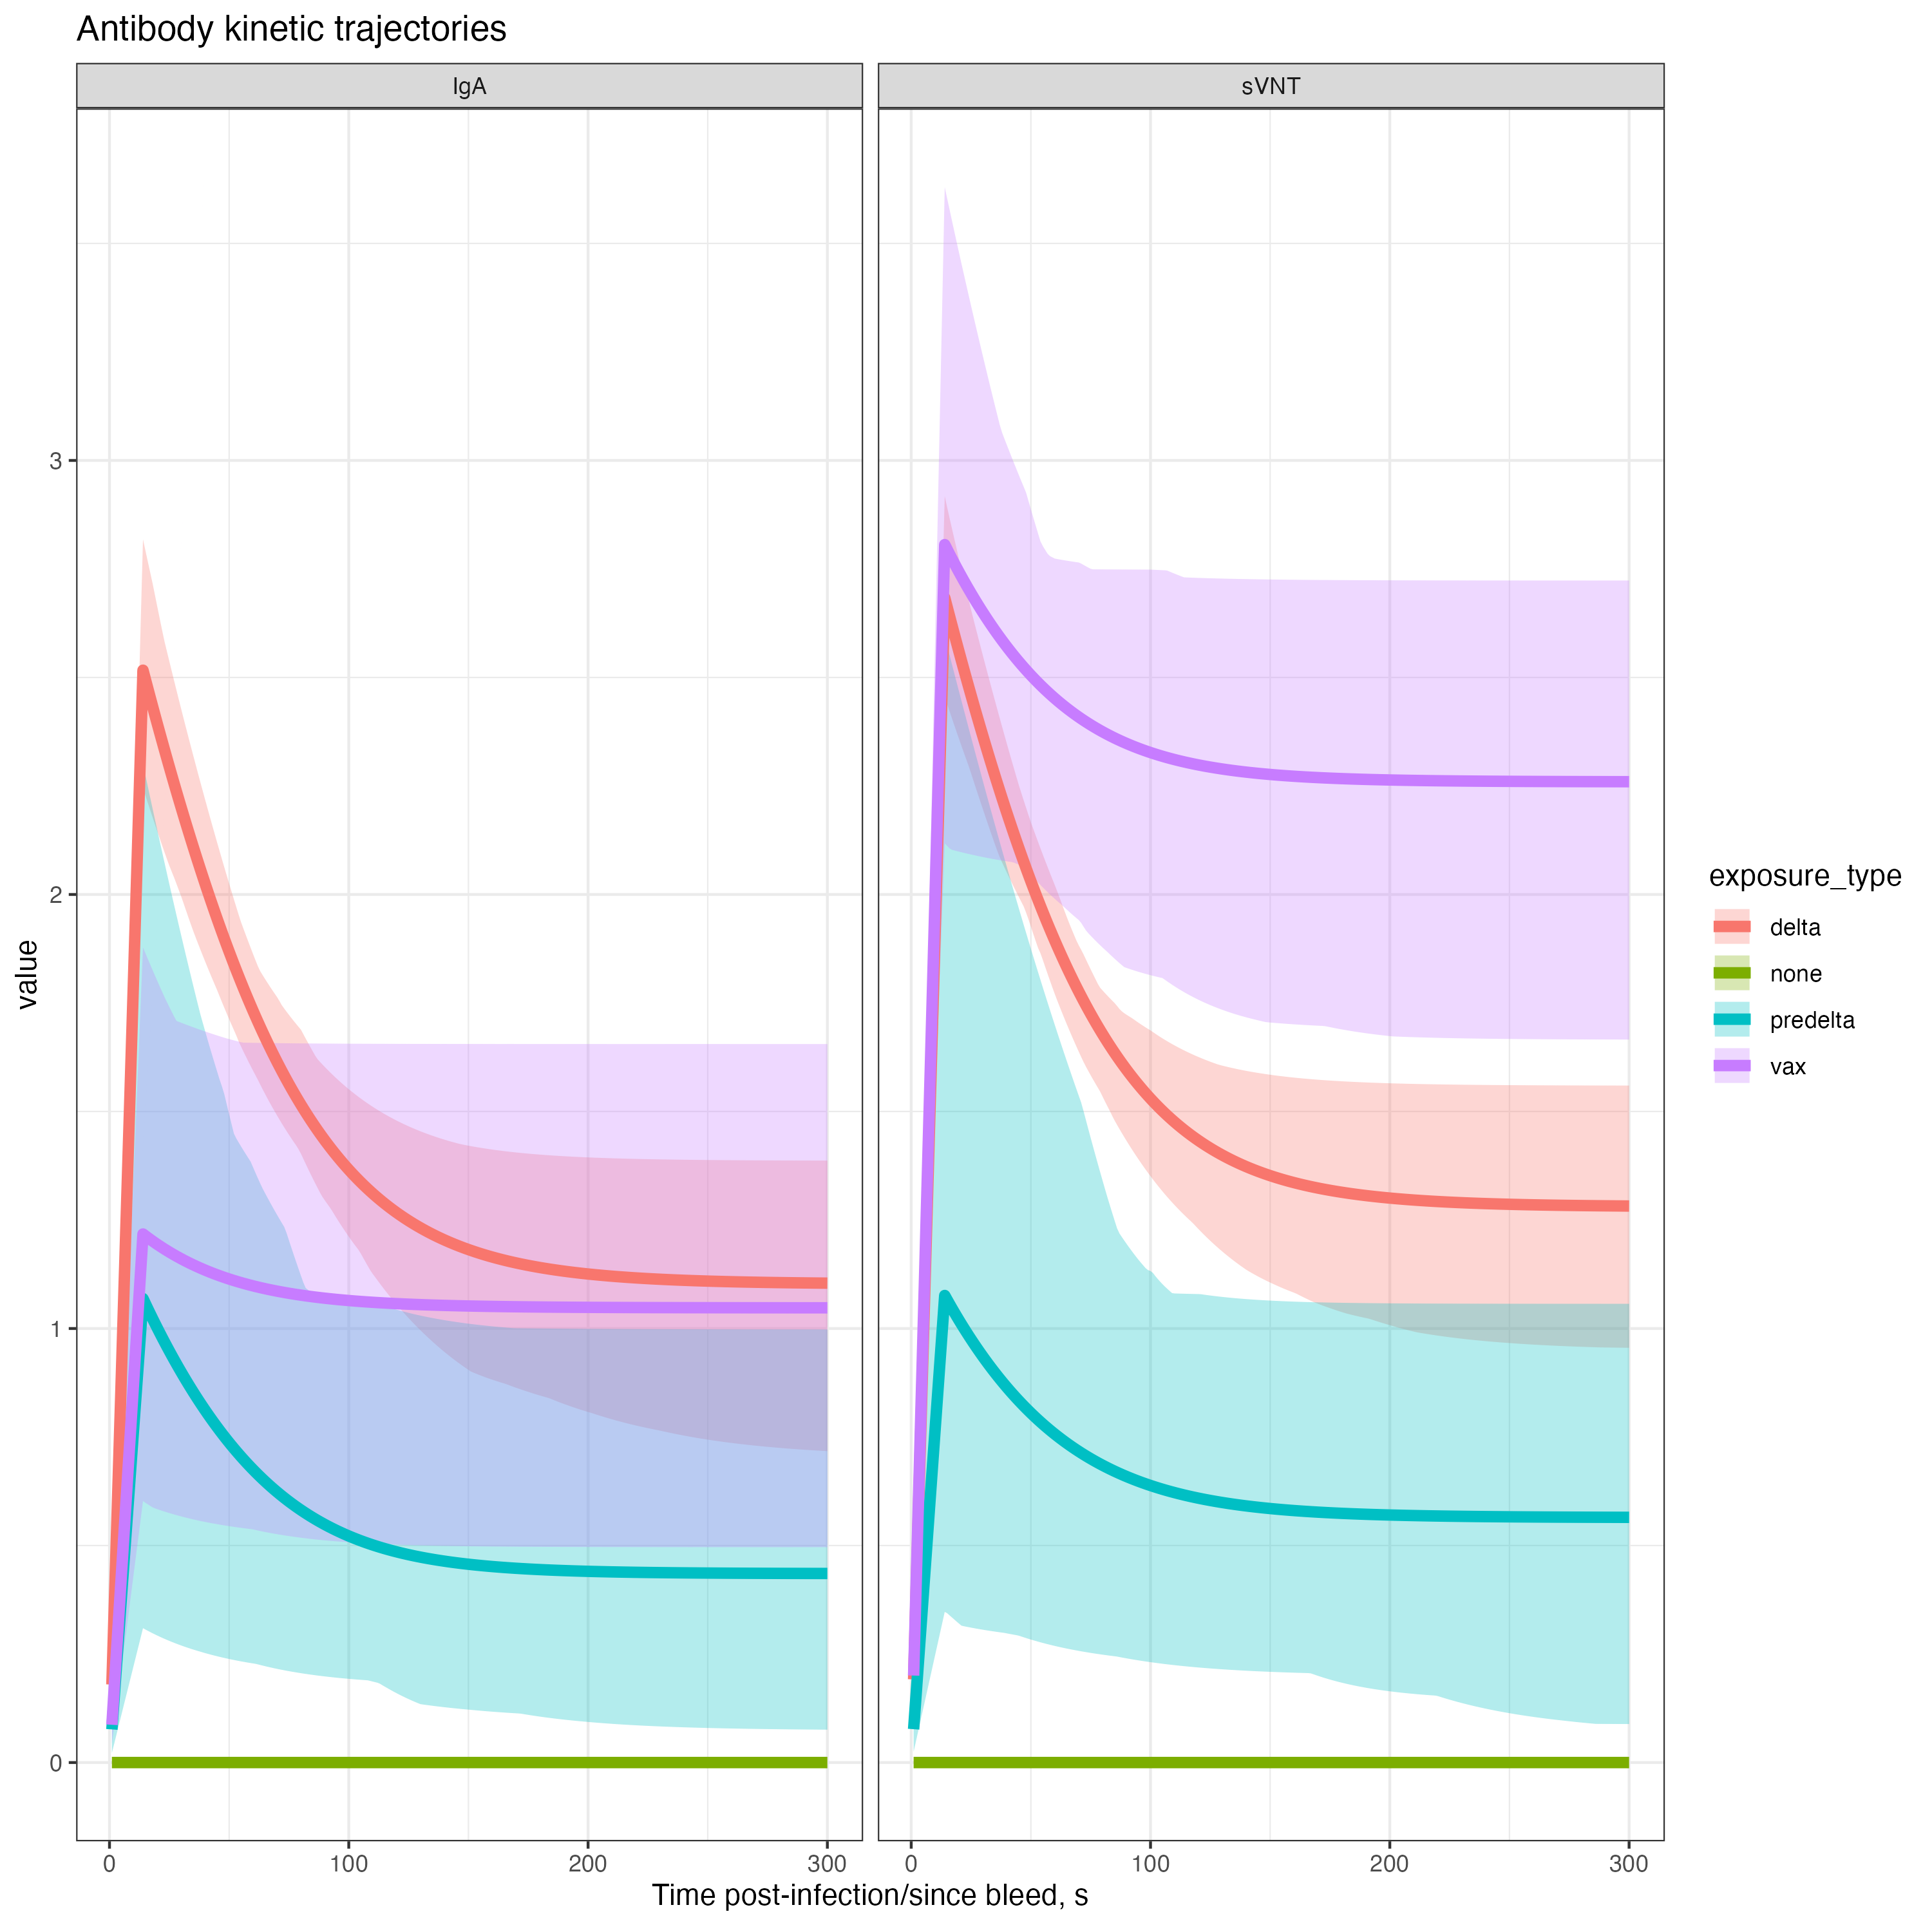 Antibody kinetic trajectories
IgA
sVNT
value
3
2
1
0
0 100 200 300
0 100 200 300
Time post-infection/since bleed, s
exposure_type
delta
none
predelta
vax